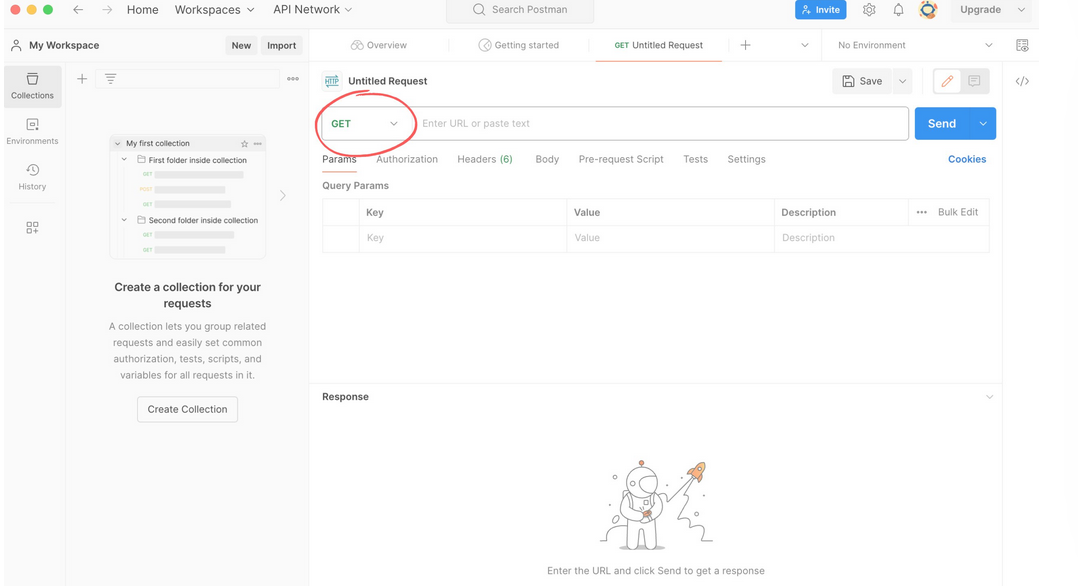 Home Workspaces API Network Search Postman Invite Upgrade
My Workspace New Import Overview Getting started GET Untitled Request No Environment
Collections
Environments
History
My first collection
First folder inside collection
GET
POST
GET
Second folder inside collection
GET
GET
Create a collection for your
requests
A collection lets you group related
requests and easily set common
authorization, tests, scripts, and
variables for all requests in it.
Create Collection
HTTP Untitled Request Save
GET Enter URL or paste text Send
Params Authorization Headers (6) Body Pre-request Script Tests Settings Cookies
Query Params
Key Value Description Bulk Edit
Key Value Description
Response
Enter the URL and click Send to get a response